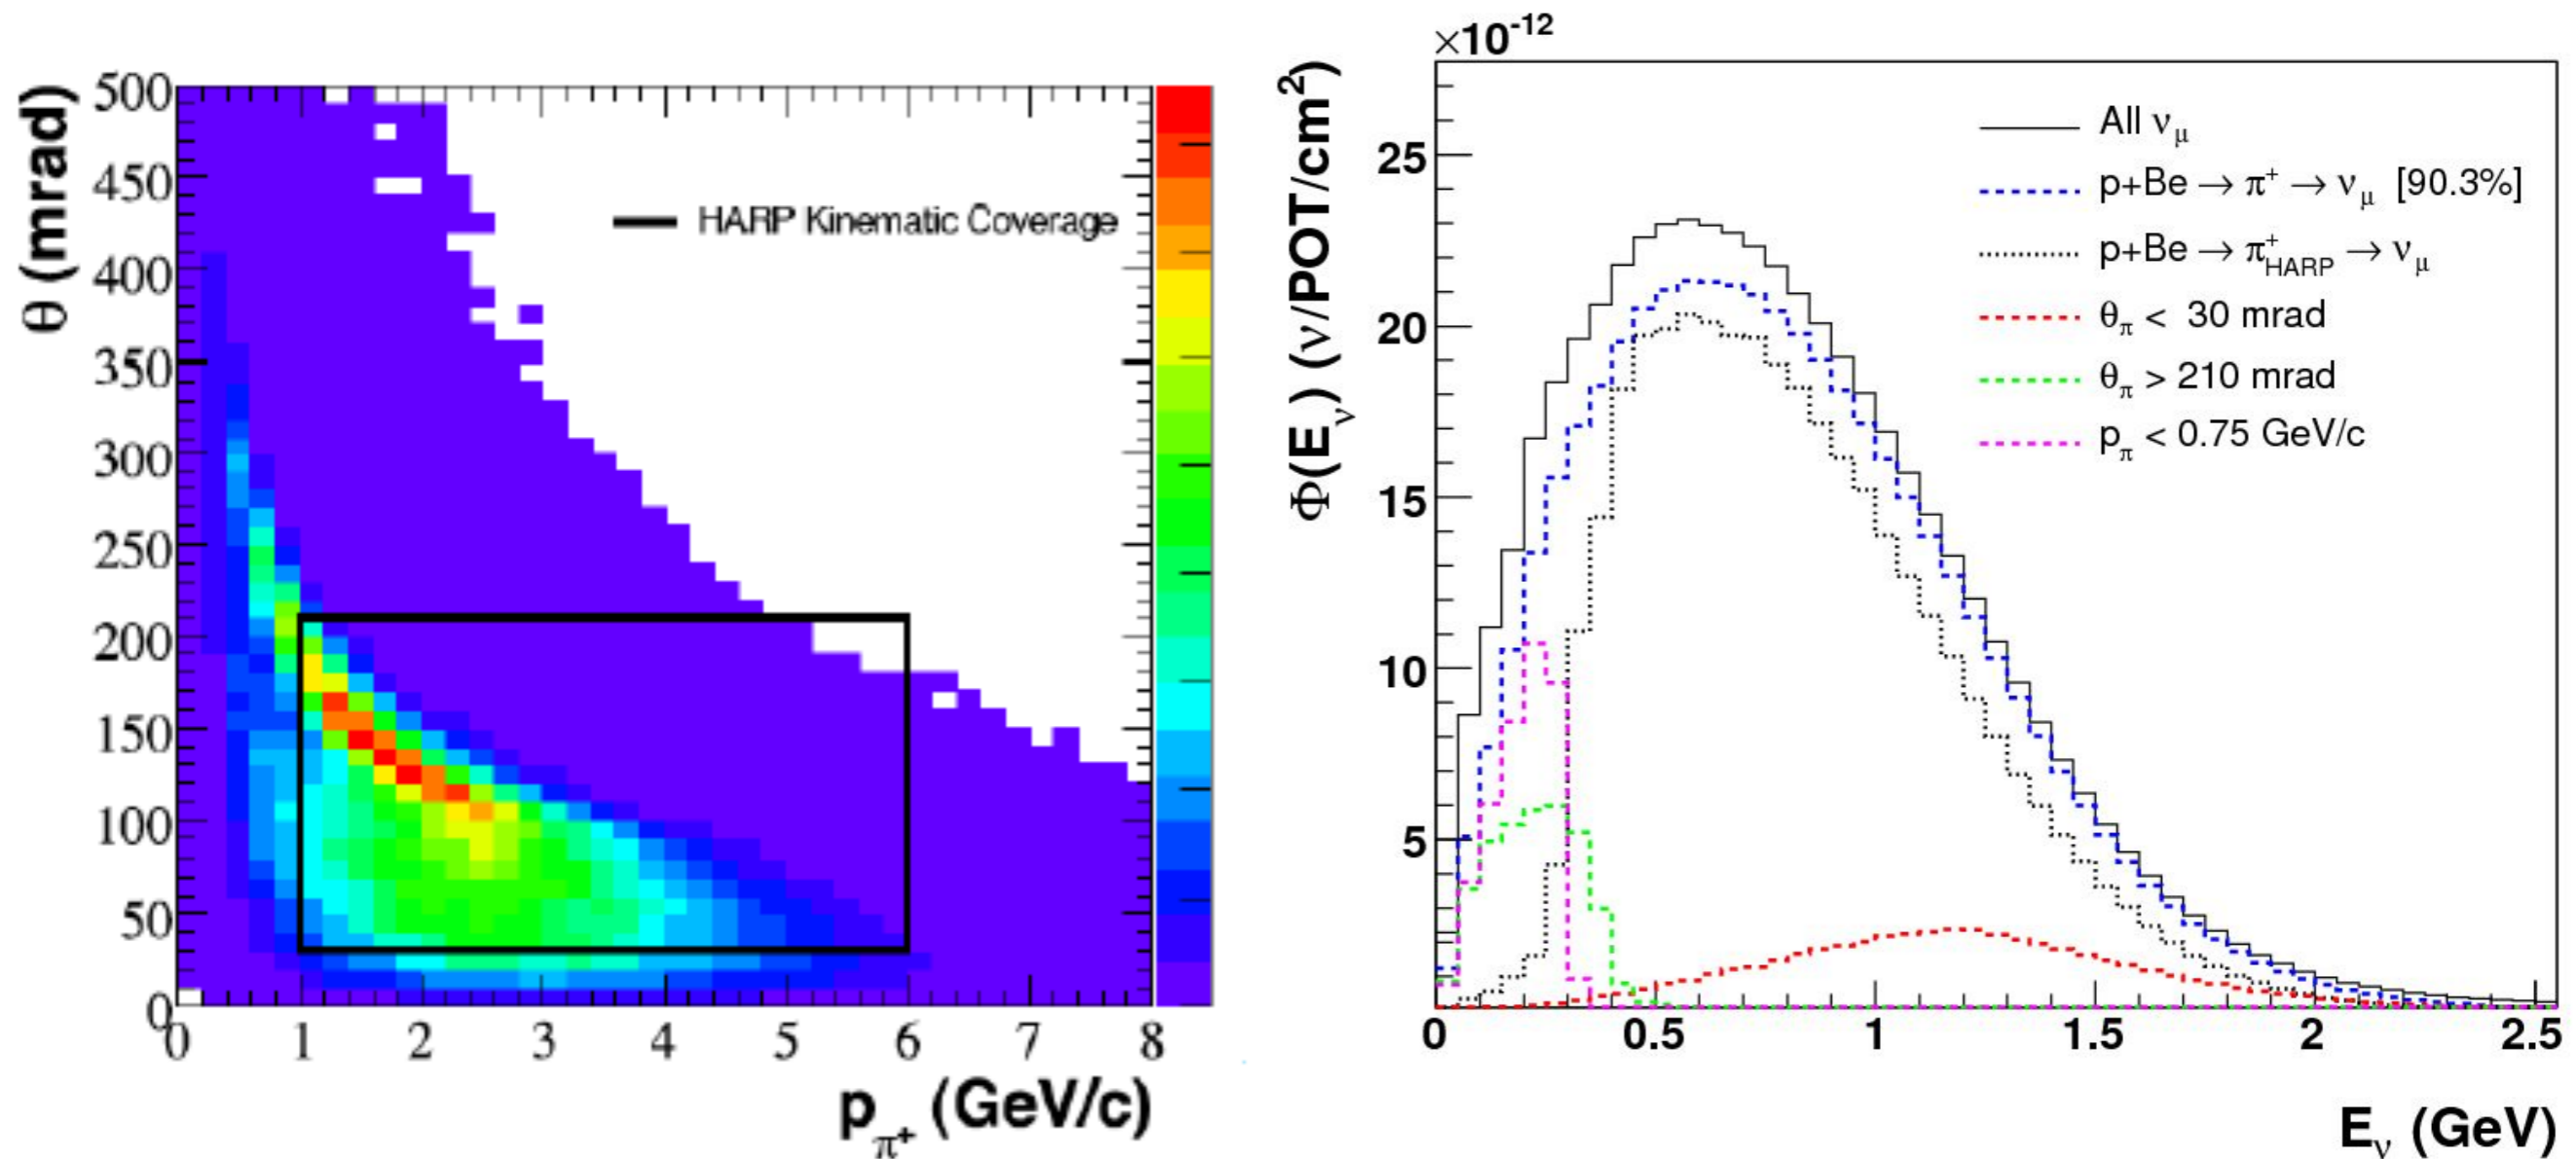 θ (mrad)
500
450
400
350
300
250
200
150
100
50
0
HARP Kinematic Coverage
0 1 2 3 4 5 6 7 8
p_π⁺ (GeV/c)
×10⁻¹²
Φ(E_ν) (ν/POT/cm²)
25
20
15
10
5
All ν_μ
p+Be → π⁺ → ν_μ [90.3%]
p+Be → π⁺_HARP → ν_μ
θ_π < 30 mrad
θ_π > 210 mrad
p_π < 0.75 GeV/c
0 0.5 1 1.5 2 2.5
E_ν (GeV)